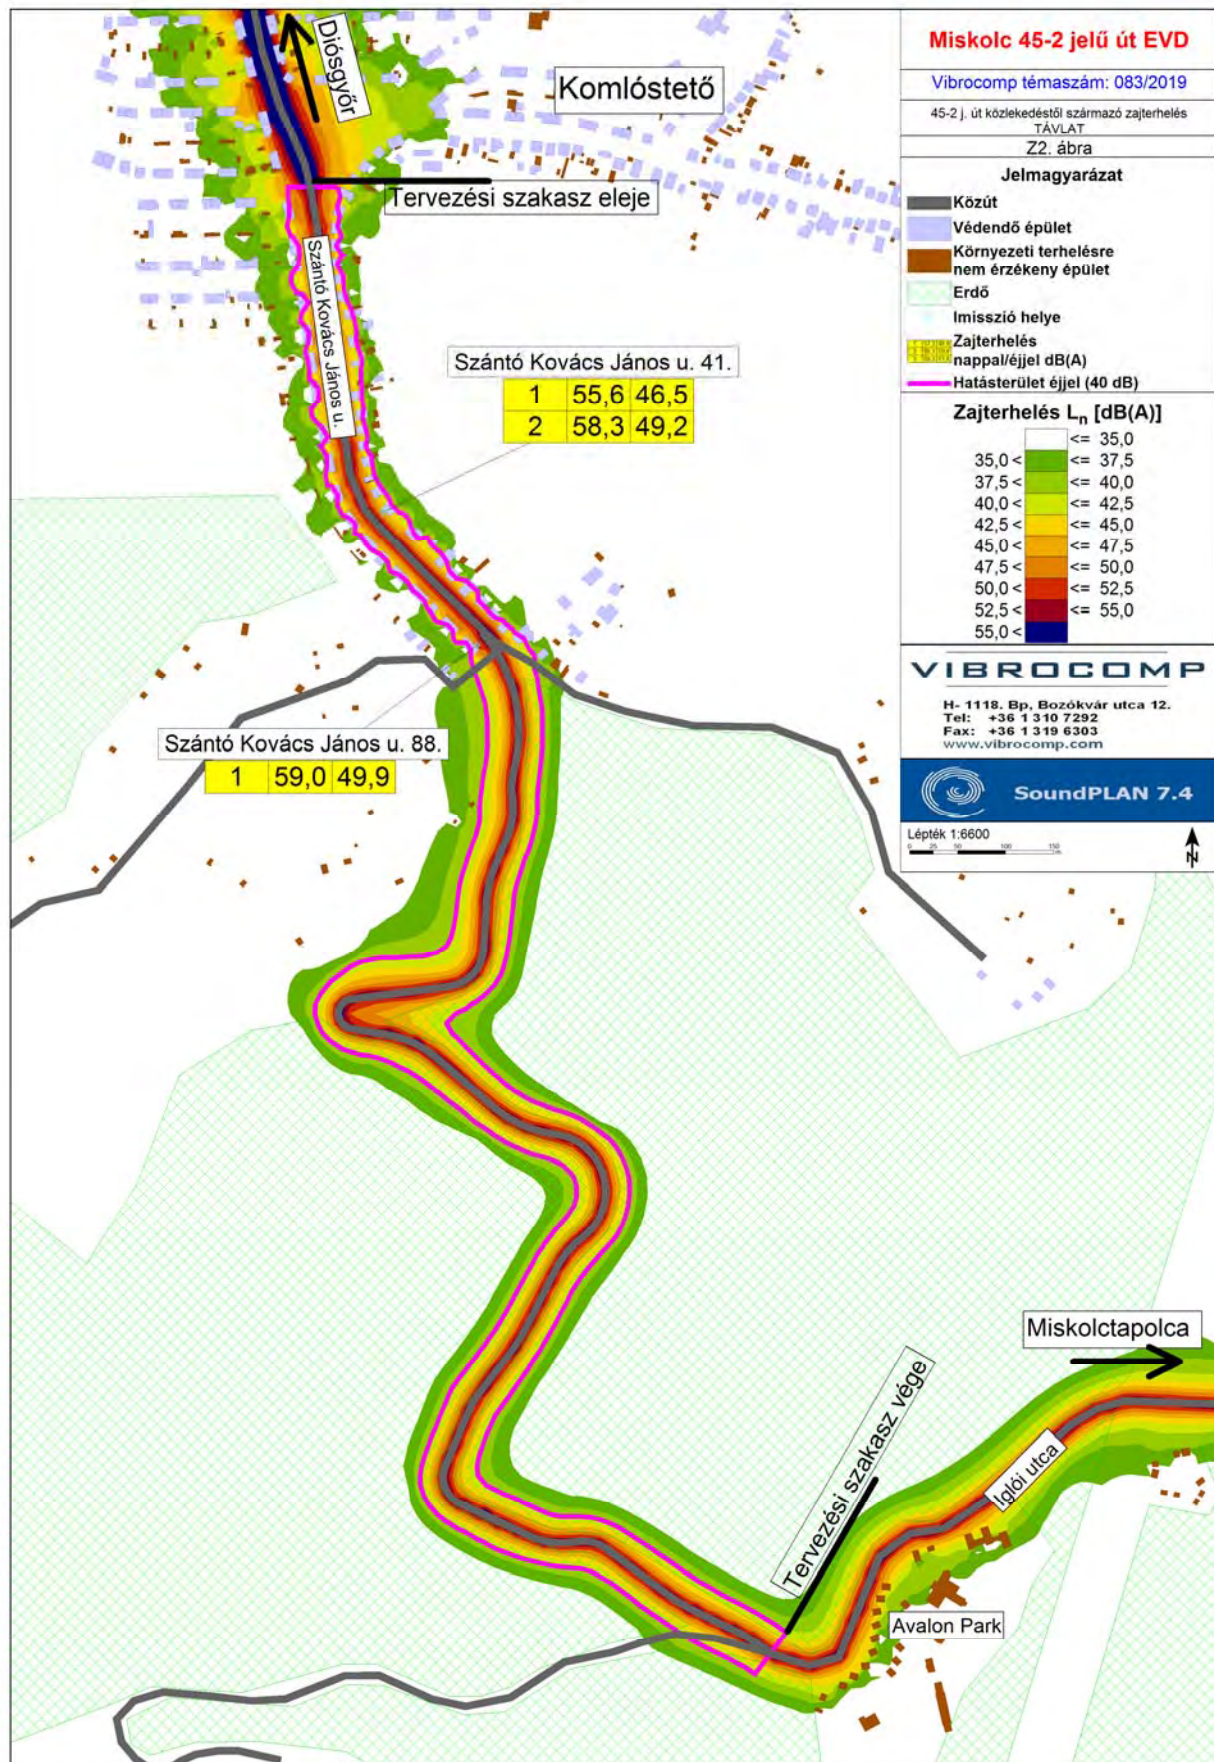 Diósgyőr
Komlóstető
Tervezési szakasz eleje
Szántó Kovács János u.
Szántó Kovács János u. 41.
1 55,6 46,5
2 58,3 49,2
Szántó Kovács János u. 88.
1 59,0 49,9
Miskolctapolca
Tervezési szakasz vége
Iglói utca
Avalon Park
Miskolc 45-2 jelű út EVD
Vibrocomp témaszám: 083/2019
45-2 j. út közlekedéstől származó zajterhelés
TÁVLAT
Z2. ábra
Jelmagyarázat
Közút
Védendő épület
Környezeti terhelésre
nem érzékeny épület
Erdő
Imisszió helye
Zajterhelés
nappal/éjjel dB(A)
Hatásterület éjjel (40 dB)
Zajterhelés Ln [dB(A)]
<= 35,0
35,0 < <= 37,5
37,5 < <= 40,0
40,0 < <= 42,5
42,5 < <= 45,0
45,0 < <= 47,5
47,5 < <= 50,0
50,0 < <= 52,5
52,5 < <= 55,0
55,0 <
VIBROCOMP
H- 1118. Bp, Bozókvár utca 12.
Tel: +36 1 310 7292
Fax: +36 1 319 6303
www.vibrocomp.com
SoundPLAN 7.4
Lépték 1:6600
0 25 50 100 150
N